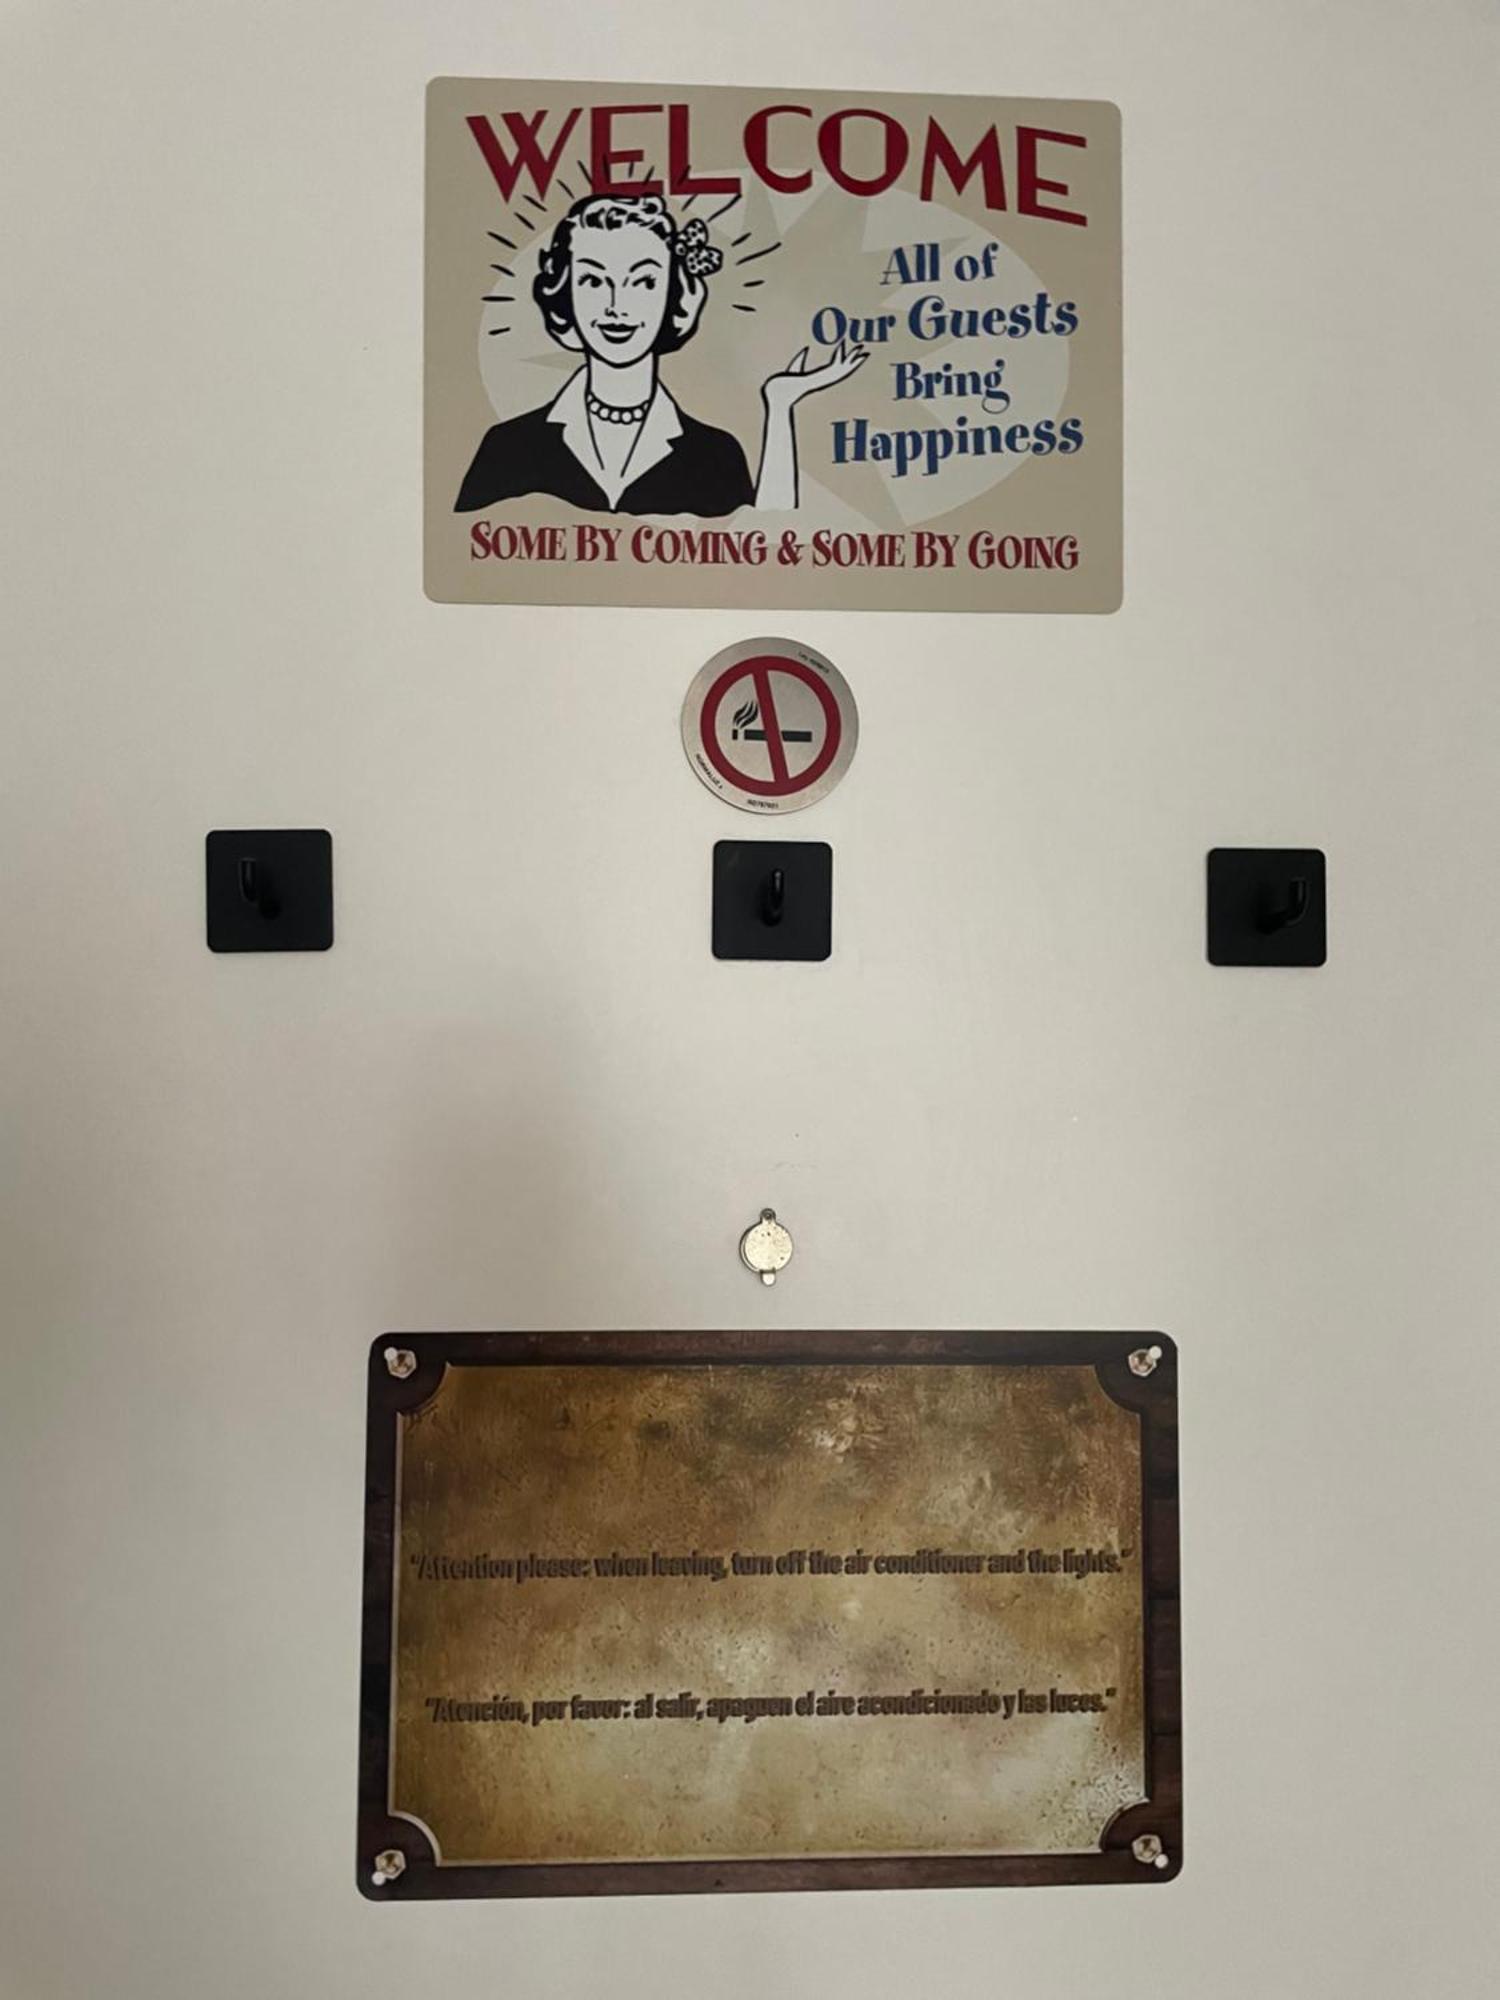 WELCOME
All of
Our Guests
Bring
Happiness
SOME BY COMING & SOME BY GOING
"Attention please: when leaving, turn off the air conditioner and the lights."
"Atención, por favor: al salir, apaguen el aire acondicionado y las luces."